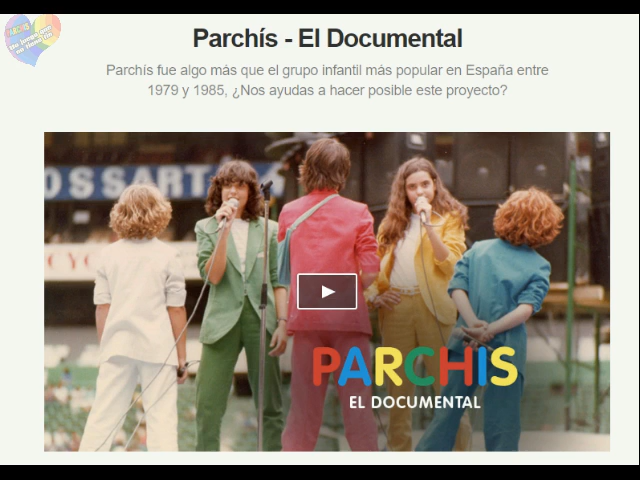 Parchís - El Documental
Parchís fue algo más que el grupo infantil más popular en España entre
1979 y 1985, ¿Nos ayudas a hacer posible este proyecto?
OSSART
PARCHIS
EL DOCUMENTAL